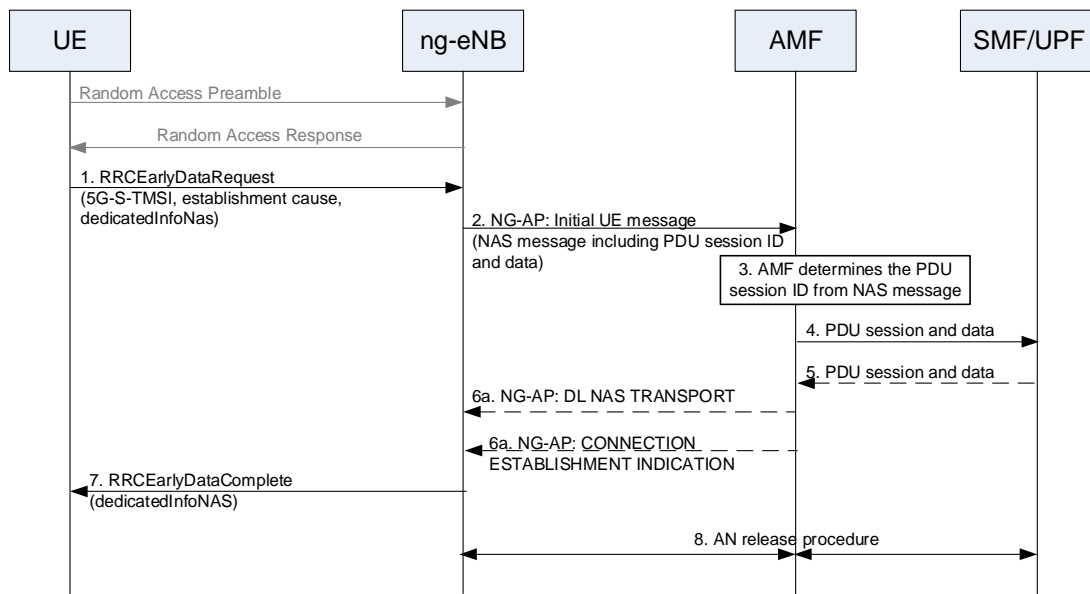 UE
ng-eNB
AMF
SMF/UPF
Random Access Preamble
Random Access Response
1. RRCEarlyDataRequest
(5G-S-TMSI, establishment cause,
dedicatedInfoNas)
2. NG-AP: Initial UE message
(NAS message including PDU session ID
and data)
3. AMF determines the PDU
session ID from NAS message
4. PDU session and data
5. PDU session and data
6a. NG-AP: DL NAS TRANSPORT
6a. NG-AP: CONNECTION
ESTABLISHMENT INDICATION
7. RRCEarlyDataComplete
(dedicatedInfoNAS)
8. AN release procedure